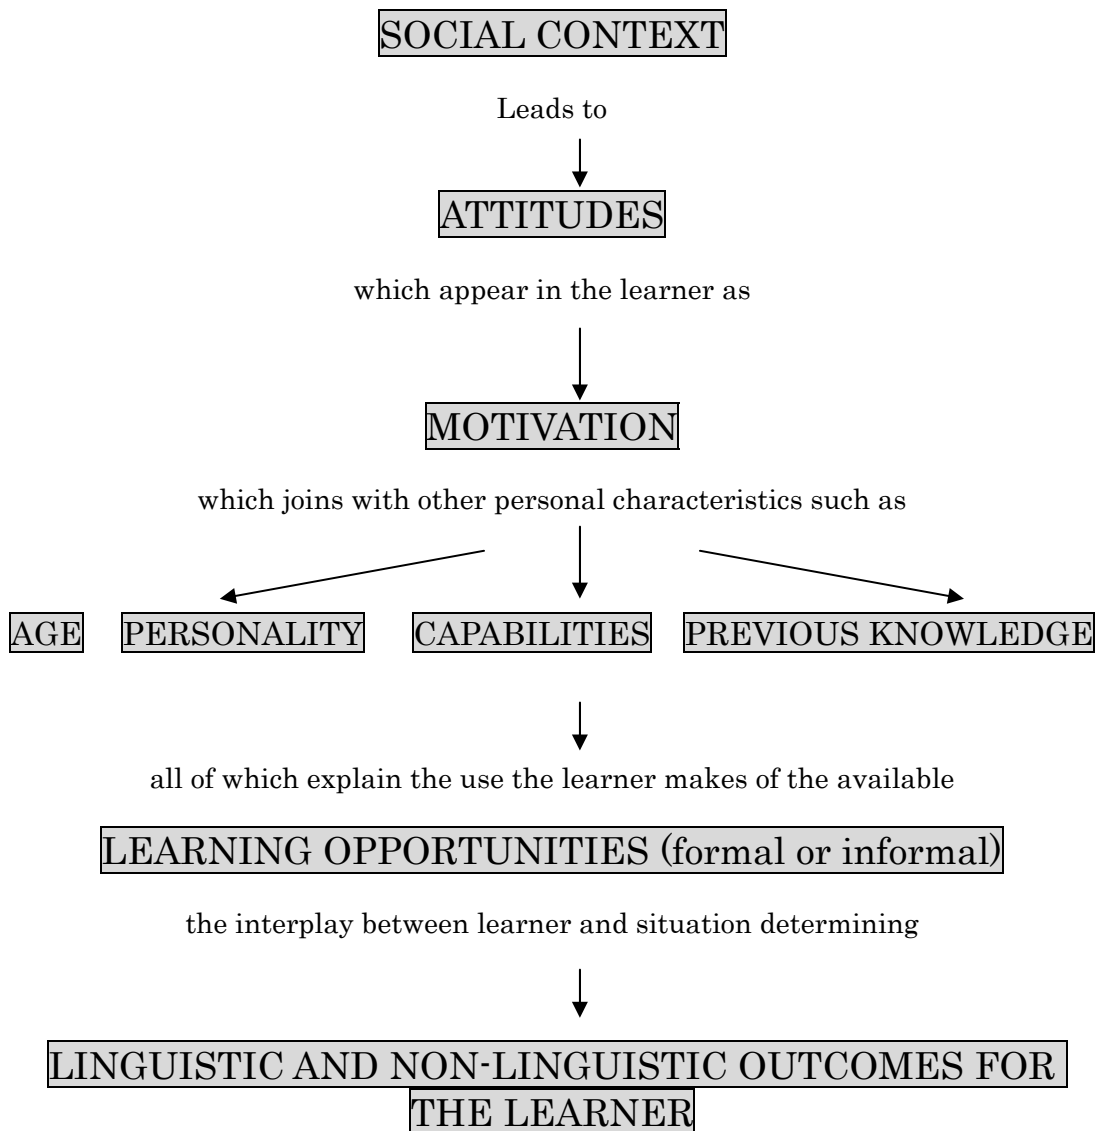 SOCIAL CONTEXT
Leads to
ATTITUDES
which appear in the learner as
MOTIVATION
which joins with other personal characteristics such as
AGE PERSONALITY CAPABILITIES PREVIOUS KNOWLEDGE
all of which explain the use the learner makes of the available
LEARNING OPPORTUNITIES (formal or informal)
the interplay between learner and situation determining
LINGUISTIC AND NON-LINGUISTIC OUTCOMES FOR
THE LEARNER